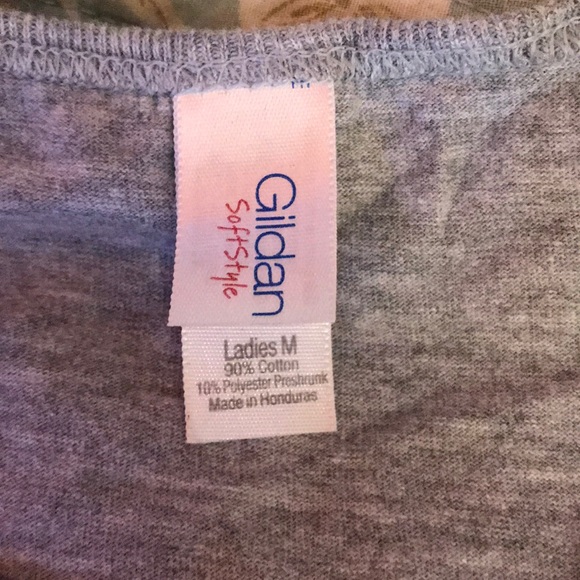 Gildan
SoftStyle
Ladies M
90% Cotton
10% Polyester Preshrunk
Made in Honduras